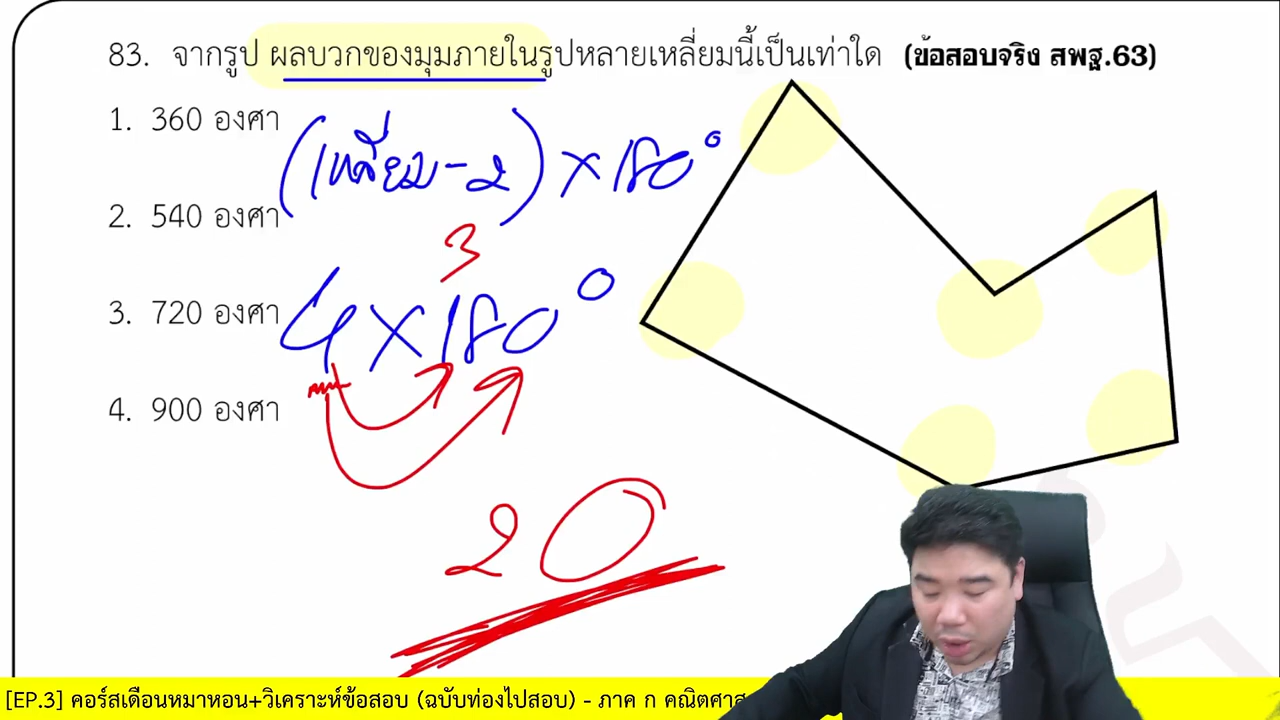 83. จากรูป ผลบวกของมุมภายในรูปหลายเหลี่ยมนี้เป็นเท่าใด (ข้อสอบจริง สพฐ.63)
1. 360 องศา
(เหลี่ยม-2) × 180°
2. 540 องศา
3
3. 720 องศา
4 × 180°
4. 900 องศา
20
[EP.3] คอร์สเดือนหมาหอน+วิเคราะห์ข้อสอบ (ฉบับท่องไปสอบ) - ภาค ก คณิตศาส